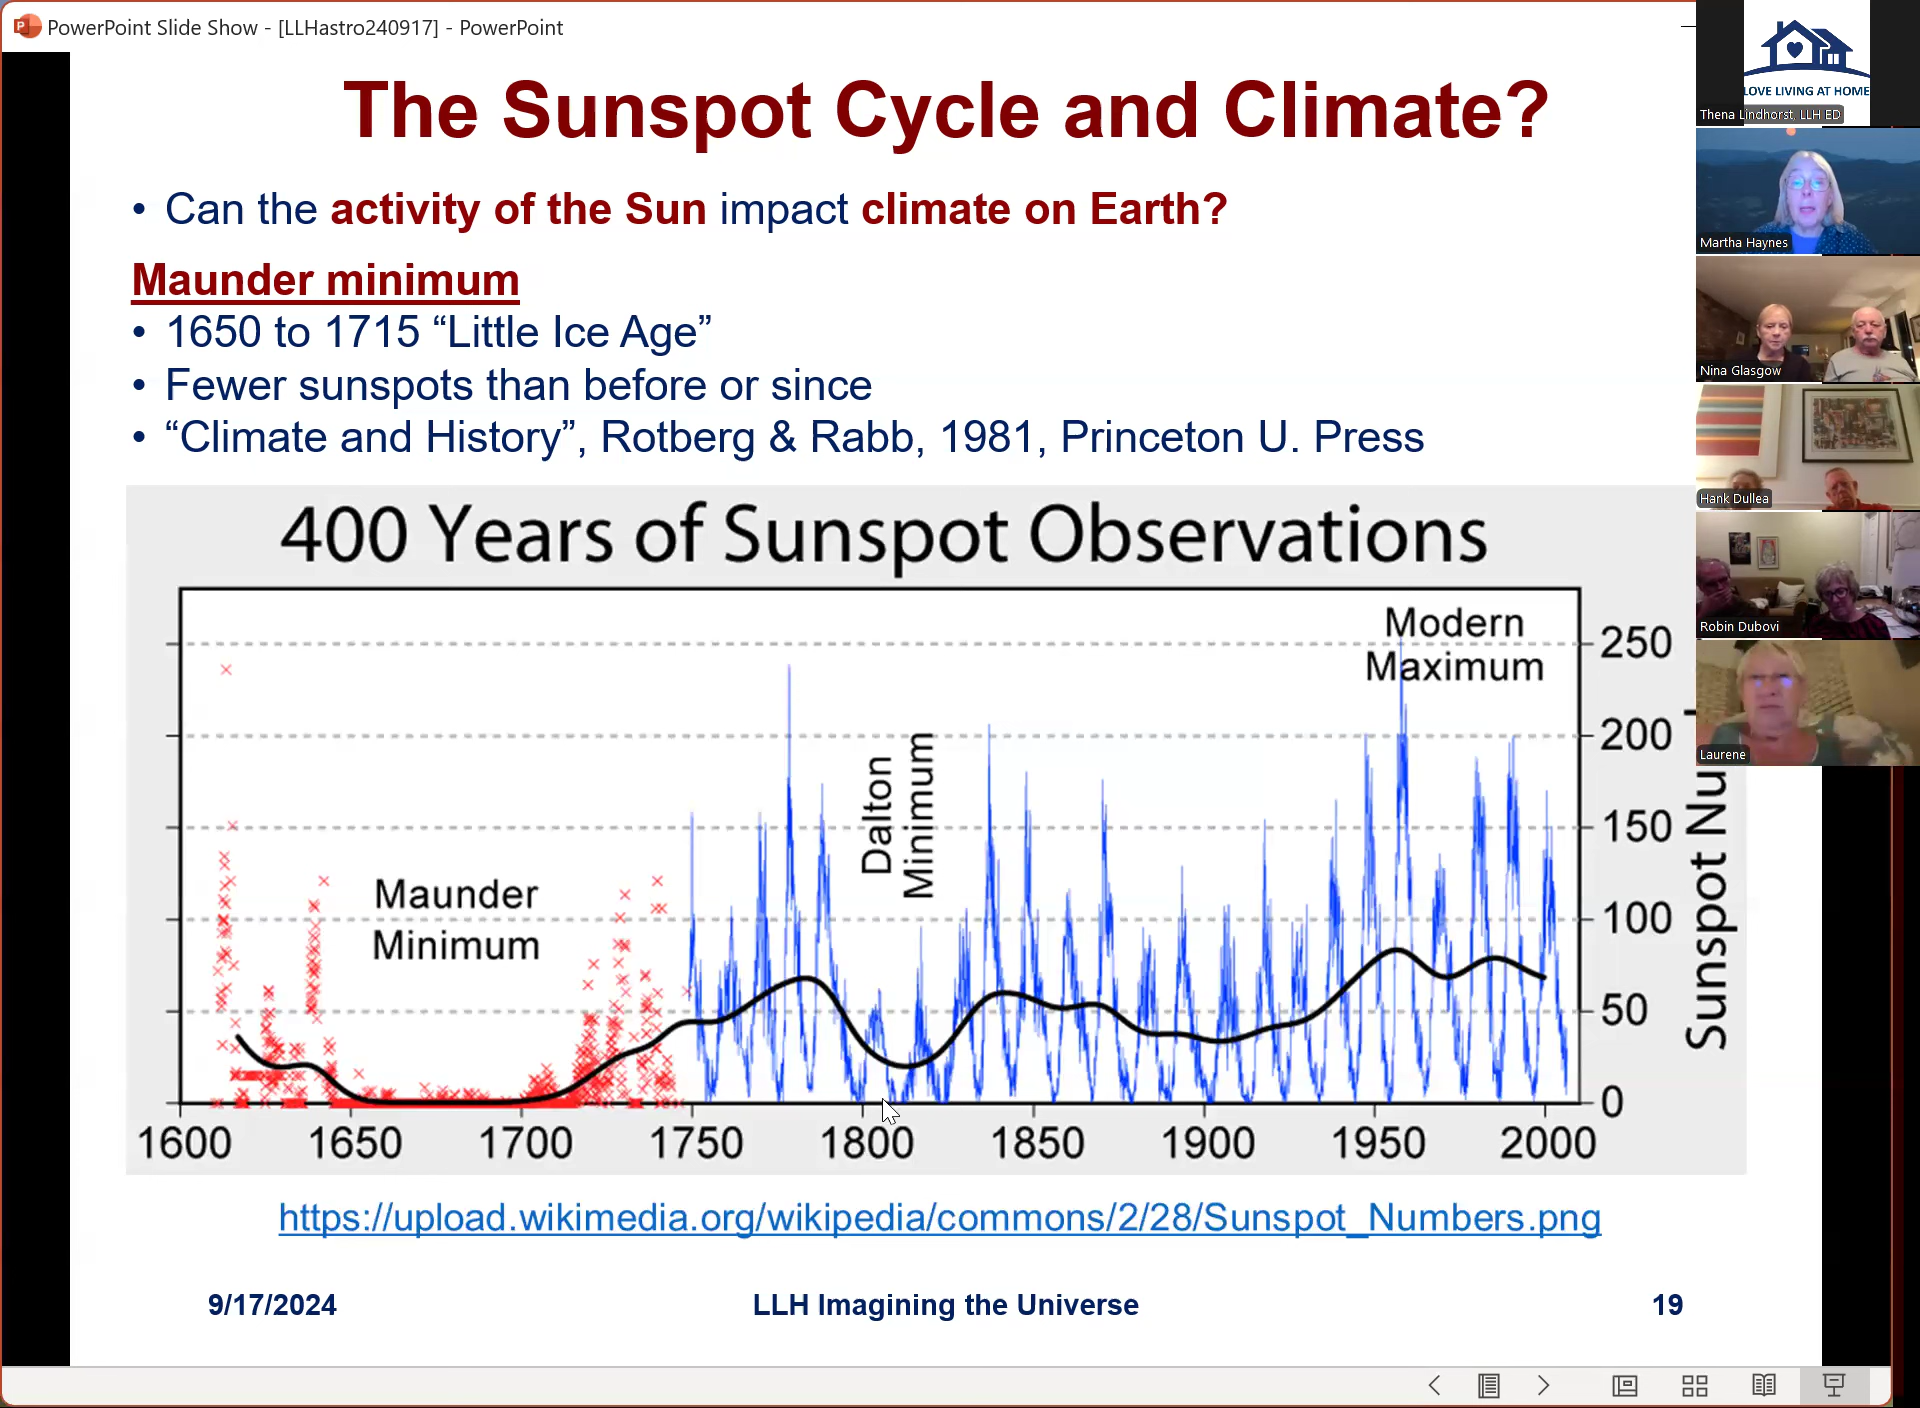 PowerPoint Slide Show - [LLHastro240917] - PowerPoint
The Sunspot Cycle and Climate?
• Can the activity of the Sun impact climate on Earth?
Maunder minimum
• 1650 to 1715 “Little Ice Age”
• Fewer sunspots than before or since
• “Climate and History”, Rotberg & Rabb, 1981, Princeton U. Press
400 Years of Sunspot Observations
Modern
Maximum
Dalton
Minimum
Maunder
Minimum
250
200
150
100
50
0
Sunspot Nu
1600 1650 1700 1750 1800 1850 1900 1950 2000
https://upload.wikimedia.org/wikipedia/commons/2/28/Sunspot_Numbers.png
9/17/2024 LLH Imagining the Universe 19
LOVE LIVING AT HOME
Thena Lindhorst, LLH ED
Martha Haynes
Nina Glasgow
Hank Dullea
Robin Dubovi
Laurene